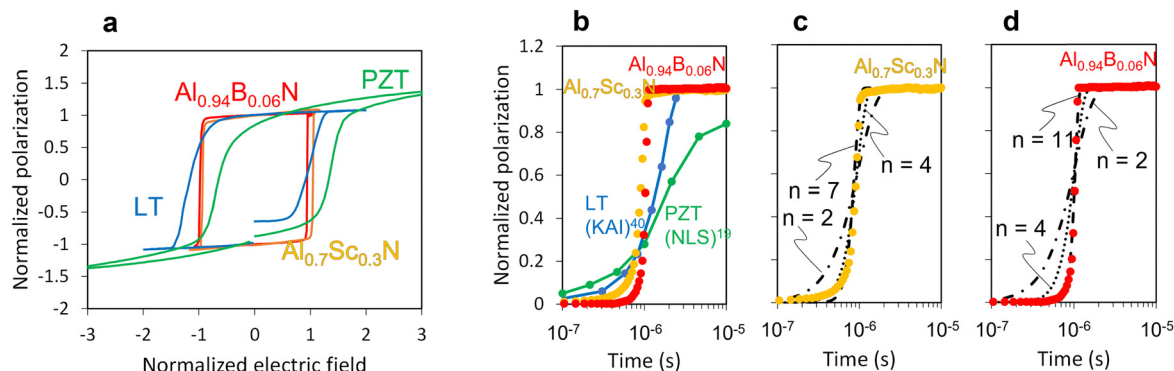 a
Normalized polarization
2
1.5
1
0.5
0
-0.5
-1
-1.5
-2
-3
-2
-1
0
1
2
3
Normalized electric field
PZT
Al0.94B0.06N
LT
Al0.7Sc0.3N
b
Normalized polarization
1.2
1
0.8
0.6
0.4
0.2
0
10-7
10-6
10-5
Time (s)
Al0.94B0.06N
Al0.7Sc0.3N
LT
(KAI)40
PZT
(NLS)19
c
Al0.7Sc0.3N
n = 4
n = 7
n = 2
10-7
10-6
10-5
Time (s)
d
Al0.94B0.06N
n = 11
n = 2
n = 4
10-7
10-6
10-5
Time (s)